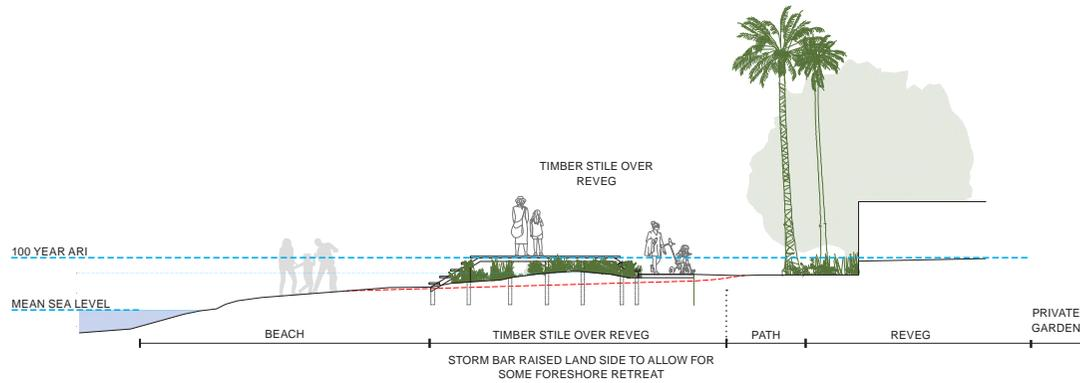 TIMBER STILE OVER
REVEG
100 YEAR ARI
MEAN SEA LEVEL
BEACH
TIMBER STILE OVER REVEG
PATH
REVEG
PRIVATE
GARDEN
STORM BAR RAISED LAND SIDE TO ALLOW FOR
SOME FORESHORE RETREAT